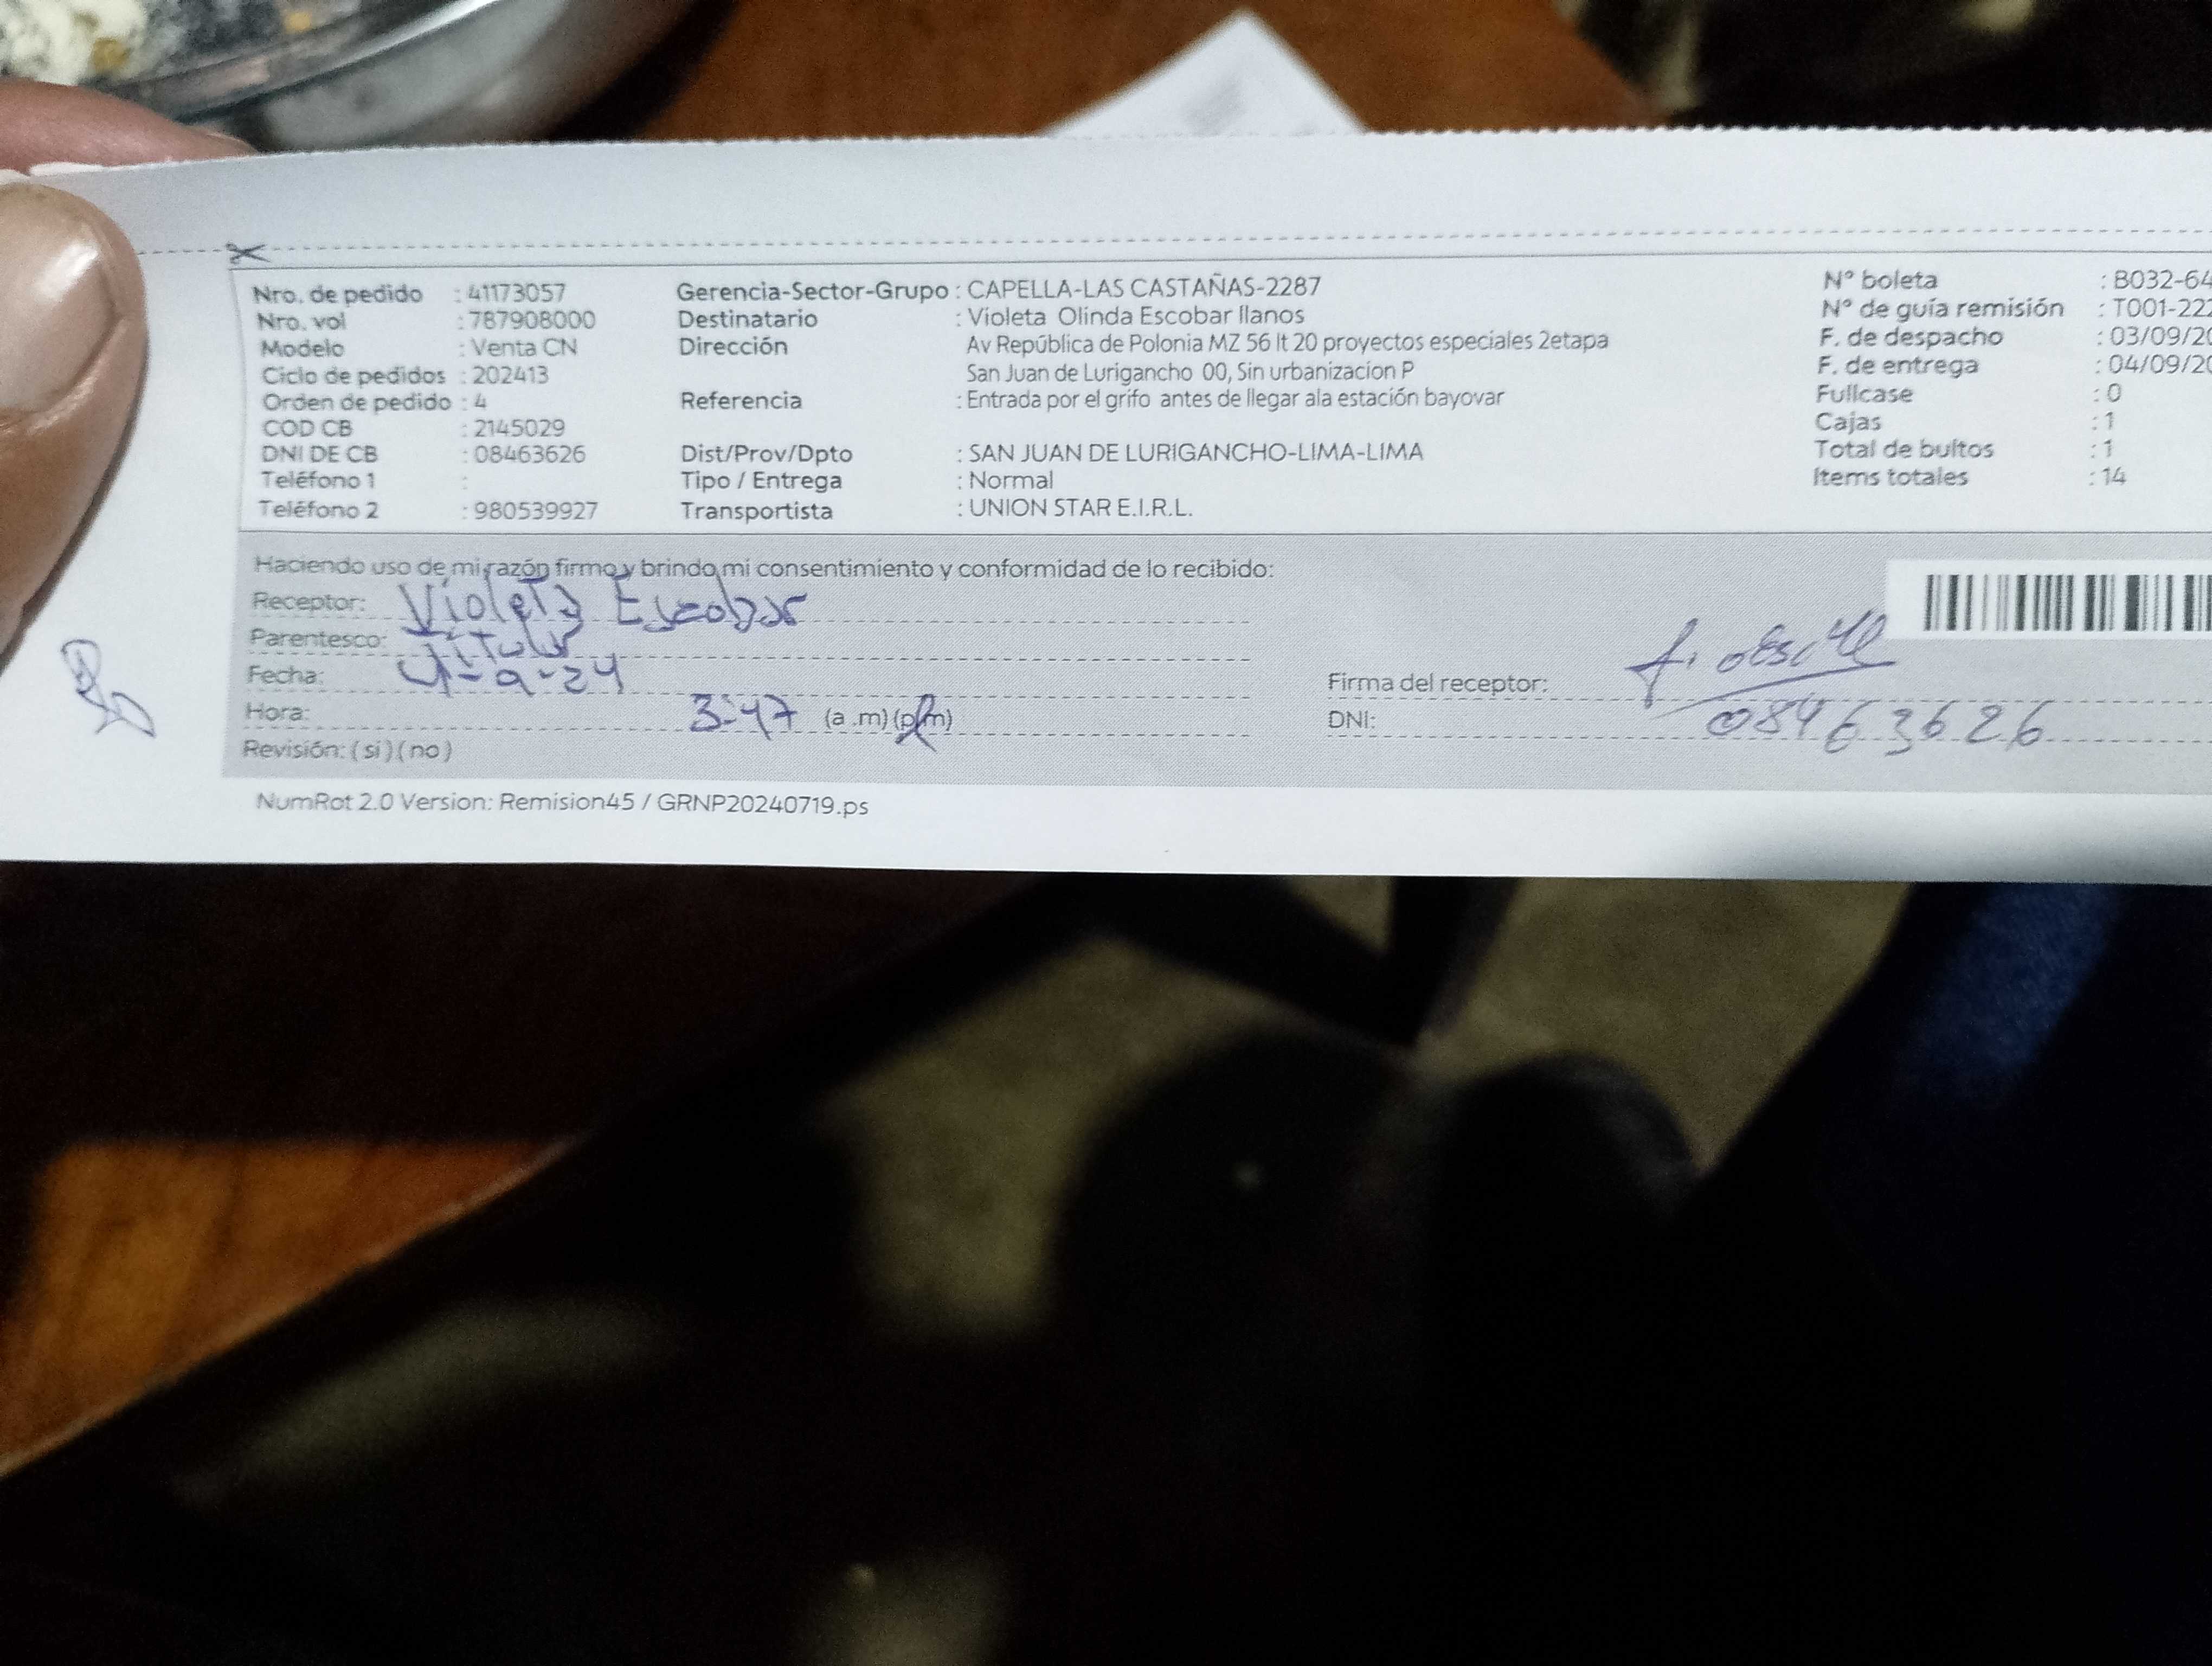 Nro. de pedido : 41173057
Nro. vol : 787908000
Modelo : Venta CN
Ciclo de pedidos : 202413
Orden de pedido : 4
COD CB : 2145029
DNI DE CB : 08463626
Teléfono 1 :
Teléfono 2 : 980539927
Gerencia-Sector-Grupo : CAPELLA-LAS CASTAÑAS-2287
Destinatario : Violeta Olinda Escobar llanos
Dirección Av República de Polonia MZ 56 lt 20 proyectos especiales 2etapa
San Juan de Lurigancho 00, Sin urbanizacion P
Referencia : Entrada por el grifo antes de llegar ala estación bayovar
Dist/Prov/Dpto : SAN JUAN DE LURIGANCHO-LIMA-LIMA
Tipo / Entrega : Normal
Transportista : UNION STAR E.I.R.L.
N° boleta : B032-64
N° de guía remisión : T001-222
F. de despacho : 03/09/20
F. de entrega : 04/09/20
Fullcase : 0
Cajas : 1
Total de bultos : 1
Items totales : 14
Haciendo uso de mi razón firmo y brindo mi consentimiento y conformidad de lo recibido:
Receptor: Violeta Escobar
Parentesco: Titular
Fecha: 4-9-24
Hora: 3:47 (a.m)(p.m)
Revisión: (si)(no)
Firma del receptor:
DNI: 08463626
NumRot 2.0 Version: Remision45 / GRNP20240719.ps